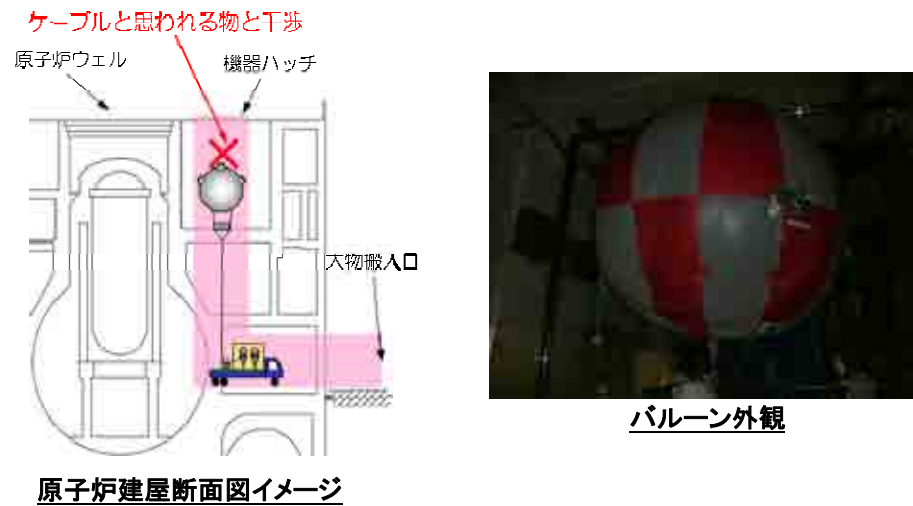 ケーブルと思われる物と干渉
原子炉ウェル
機器ハッチ
大物搬入口
バルーン外観
原子炉建屋断面図イメージ